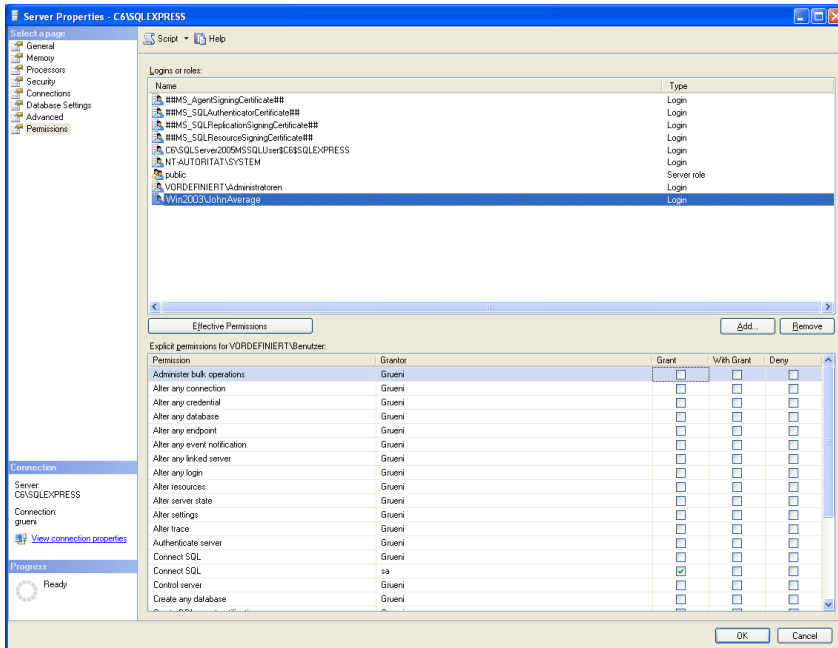 Server Properties - C6\SQLEXPRESS
Select a page
General
Memory
Processors
Security
Connections
Database Settings
Advanced
Permissions
Script Help
Logins or roles:
Name Type
##MS_AgentSigningCertificate## Login
##MS_SQLAuthenticatorCertificate## Login
##MS_SQLReplicationSigningCertificate## Login
##MS_SQLResourceSigningCertificate## Login
C6\SQLServer2005MSSQLUser$C6$SQLEXPRESS Login
NT-AUTORITÄT\SYSTEM Login
public Server role
VORDEFINIERT\Administratoren Login
Win2003\JohnAverage Login
Effective Permissions Add... Remove
Explicit permissions for VORDEFINIERT\Benutzer:
Permission Grantor Grant With Grant Deny
Administer bulk operations Grueni
Alter any connection Grueni
Alter any credential Grueni
Alter any database Grueni
Alter any endpoint Grueni
Alter any event notification Grueni
Alter any linked server Grueni
Alter any login Grueni
Alter resources Grueni
Alter server state Grueni
Alter settings Grueni
Alter trace Grueni
Authenticate server Grueni
Connect SQL Grueni
Connect SQL sa
Control server Grueni
Create any database Grueni
Connection
Server:
C6\SQLEXPRESS
Connection:
grueni
View connection properties
Progress
Ready
OK Cancel